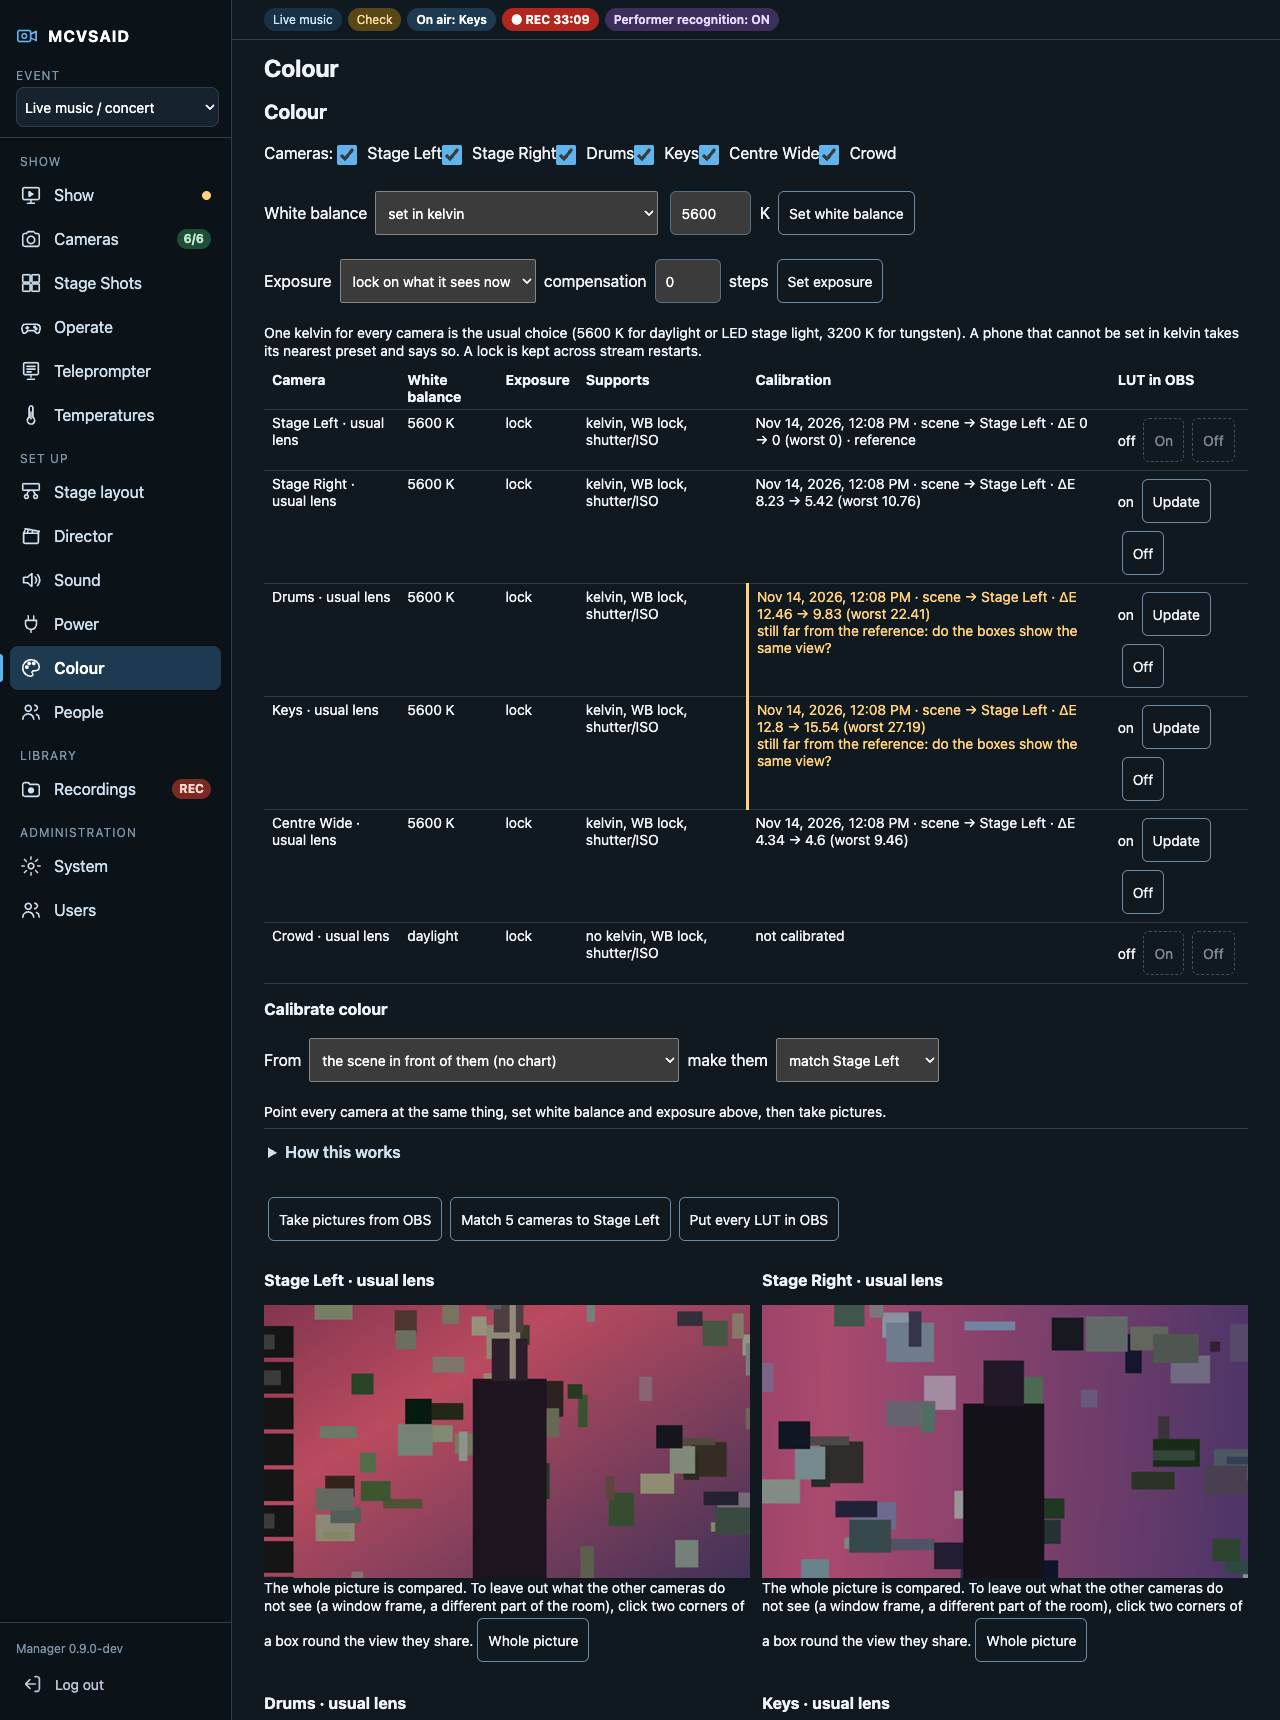 MCVSAID
EVENT
Live music / concert
SHOW
Show
Cameras 6/6
Stage Shots
Operate
Teleprompter
Temperatures
SET UP
Stage layout
Director
Sound
Power
Colour
People
LIBRARY
Recordings REC
ADMINISTRATION
System
Users
Manager 0.9.0-dev
Log out
Live music Check On air: Keys REC 33:09 Performer recognition: ON
Colour
Colour
Cameras: Stage Left Stage Right Drums Keys Centre Wide Crowd
White balance set in kelvin 5600 K Set white balance
Exposure lock on what it sees now compensation 0 steps Set exposure
One kelvin for every camera is the usual choice (5600 K for daylight or LED stage light, 3200 K for tungsten). A phone that cannot be set in kelvin takes
its nearest preset and says so. A lock is kept across stream restarts.
Camera White balance Exposure Supports Calibration LUT in OBS
Stage Left · usual lens 5600 K lock kelvin, WB lock, shutter/ISO Nov 14, 2026, 12:08 PM · scene → Stage Left · ΔE 0 → 0 (worst 0) · reference off On Off
Stage Right · usual lens 5600 K lock kelvin, WB lock, shutter/ISO Nov 14, 2026, 12:08 PM · scene → Stage Left · ΔE 8.23 → 5.42 (worst 10.76) on Update Off
Drums · usual lens 5600 K lock kelvin, WB lock, shutter/ISO Nov 14, 2026, 12:08 PM · scene → Stage Left · ΔE 12.46 → 9.83 (worst 22.41) still far from the reference: do the boxes show the same view? on Update Off
Keys · usual lens 5600 K lock kelvin, WB lock, shutter/ISO Nov 14, 2026, 12:08 PM · scene → Stage Left · ΔE 12.8 → 15.54 (worst 27.19) still far from the reference: do the boxes show the same view? on Update Off
Centre Wide · usual lens 5600 K lock kelvin, WB lock, shutter/ISO Nov 14, 2026, 12:08 PM · scene → Stage Left · ΔE 4.34 → 4.6 (worst 9.46) on Update Off
Crowd · usual lens daylight lock no kelvin, WB lock, shutter/ISO not calibrated off On Off
Calibrate colour
From the scene in front of them (no chart) make them match Stage Left
Point every camera at the same thing, set white balance and exposure above, then take pictures.
How this works
Take pictures from OBS Match 5 cameras to Stage Left Put every LUT in OBS
Stage Left · usual lens
The whole picture is compared. To leave out what the other cameras do
not see (a window frame, a different part of the room), click two corners of
a box round the view they share. Whole picture
Stage Right · usual lens
The whole picture is compared. To leave out what the other cameras do
not see (a window frame, a different part of the room), click two corners of
a box round the view they share. Whole picture
Drums · usual lens
Keys · usual lens